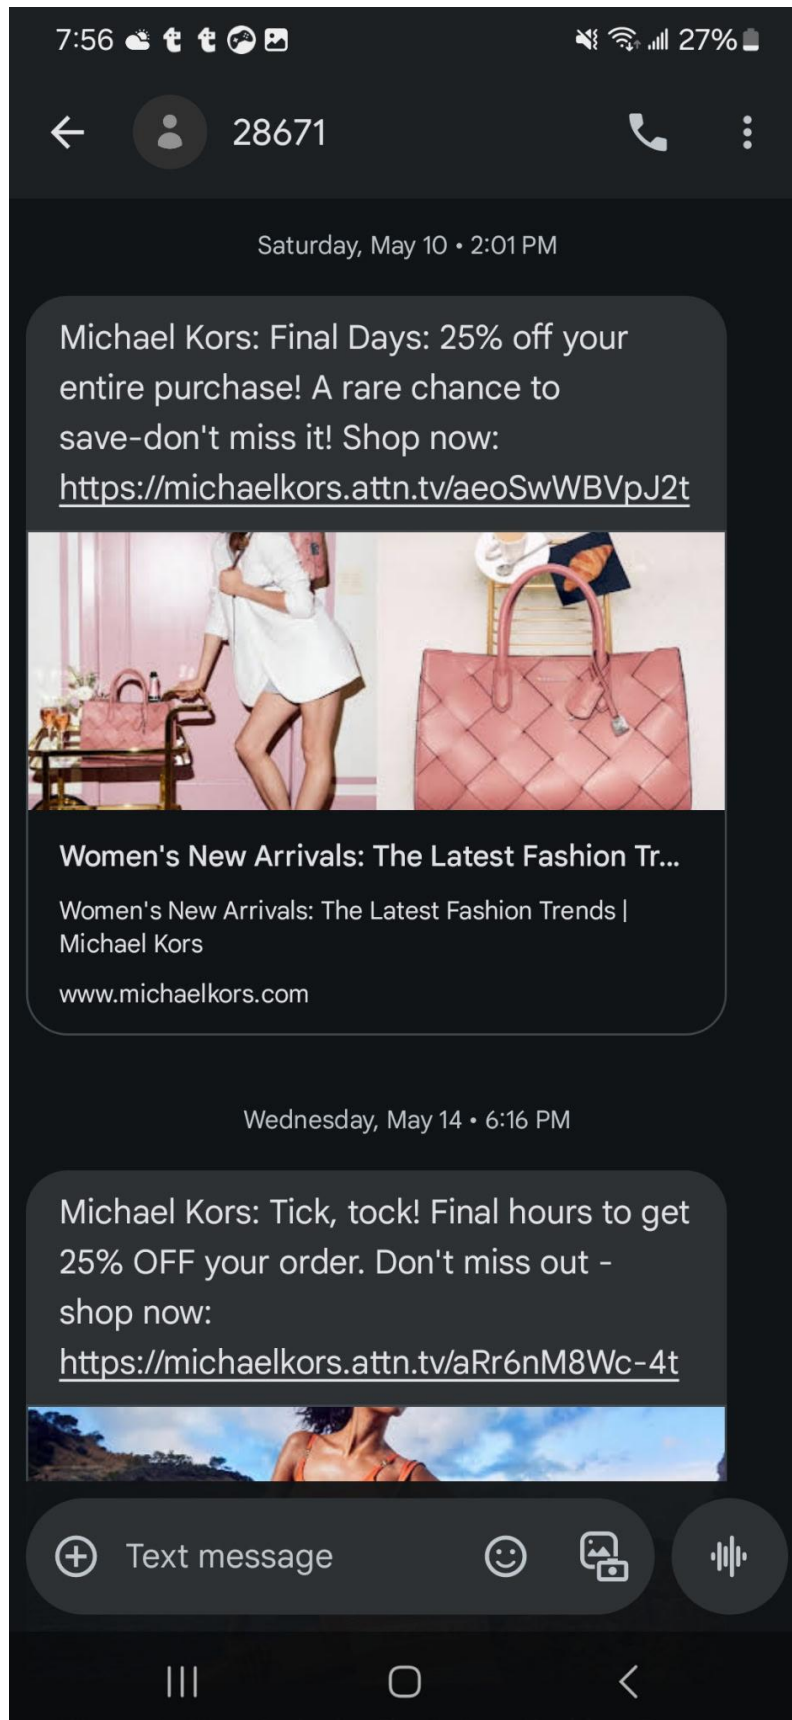 7:56
27%
28671
Saturday, May 10 • 2:01 PM
Michael Kors: Final Days: 25% off your
entire purchase! A rare chance to
save-don't miss it! Shop now:
https://michaelkors.attn.tv/aeoSwWBVpJ2t
Women's New Arrivals: The Latest Fashion Tr...
Women's New Arrivals: The Latest Fashion Trends |
Michael Kors
www.michaelkors.com
Wednesday, May 14 • 6:16 PM
Michael Kors: Tick, tock! Final hours to get
25% OFF your order. Don't miss out -
shop now:
https://michaelkors.attn.tv/aRr6nM8Wc-4t
Text message